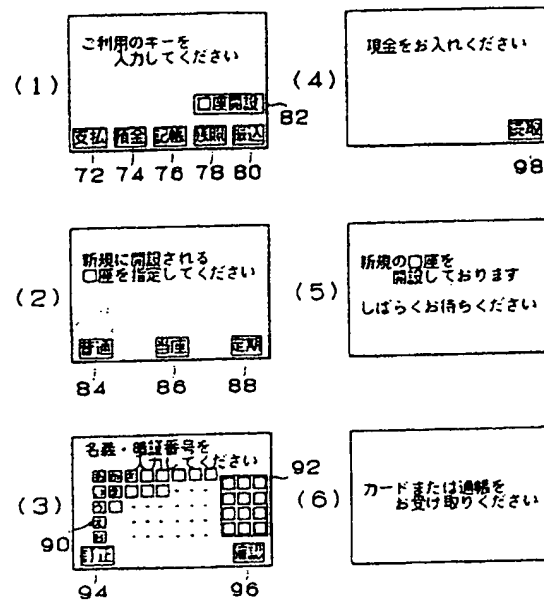 (1)
ご利用のキーを
入力してください
口座開設
82
支払 預金 記帳 残照 振込
72 74 76 78 80
(2)
新規に開設される
口座を指定してください
普通 当座 定期
84 86 88
(3)
名義・暗証番号を
入力してください
92
90
訂正 確認
94 96
(4)
現金をお入れください
読取
98
(5)
新規の口座を
開設しております
しばらくお待ちください
(6)
カードまたは通帳を
お受け取りください